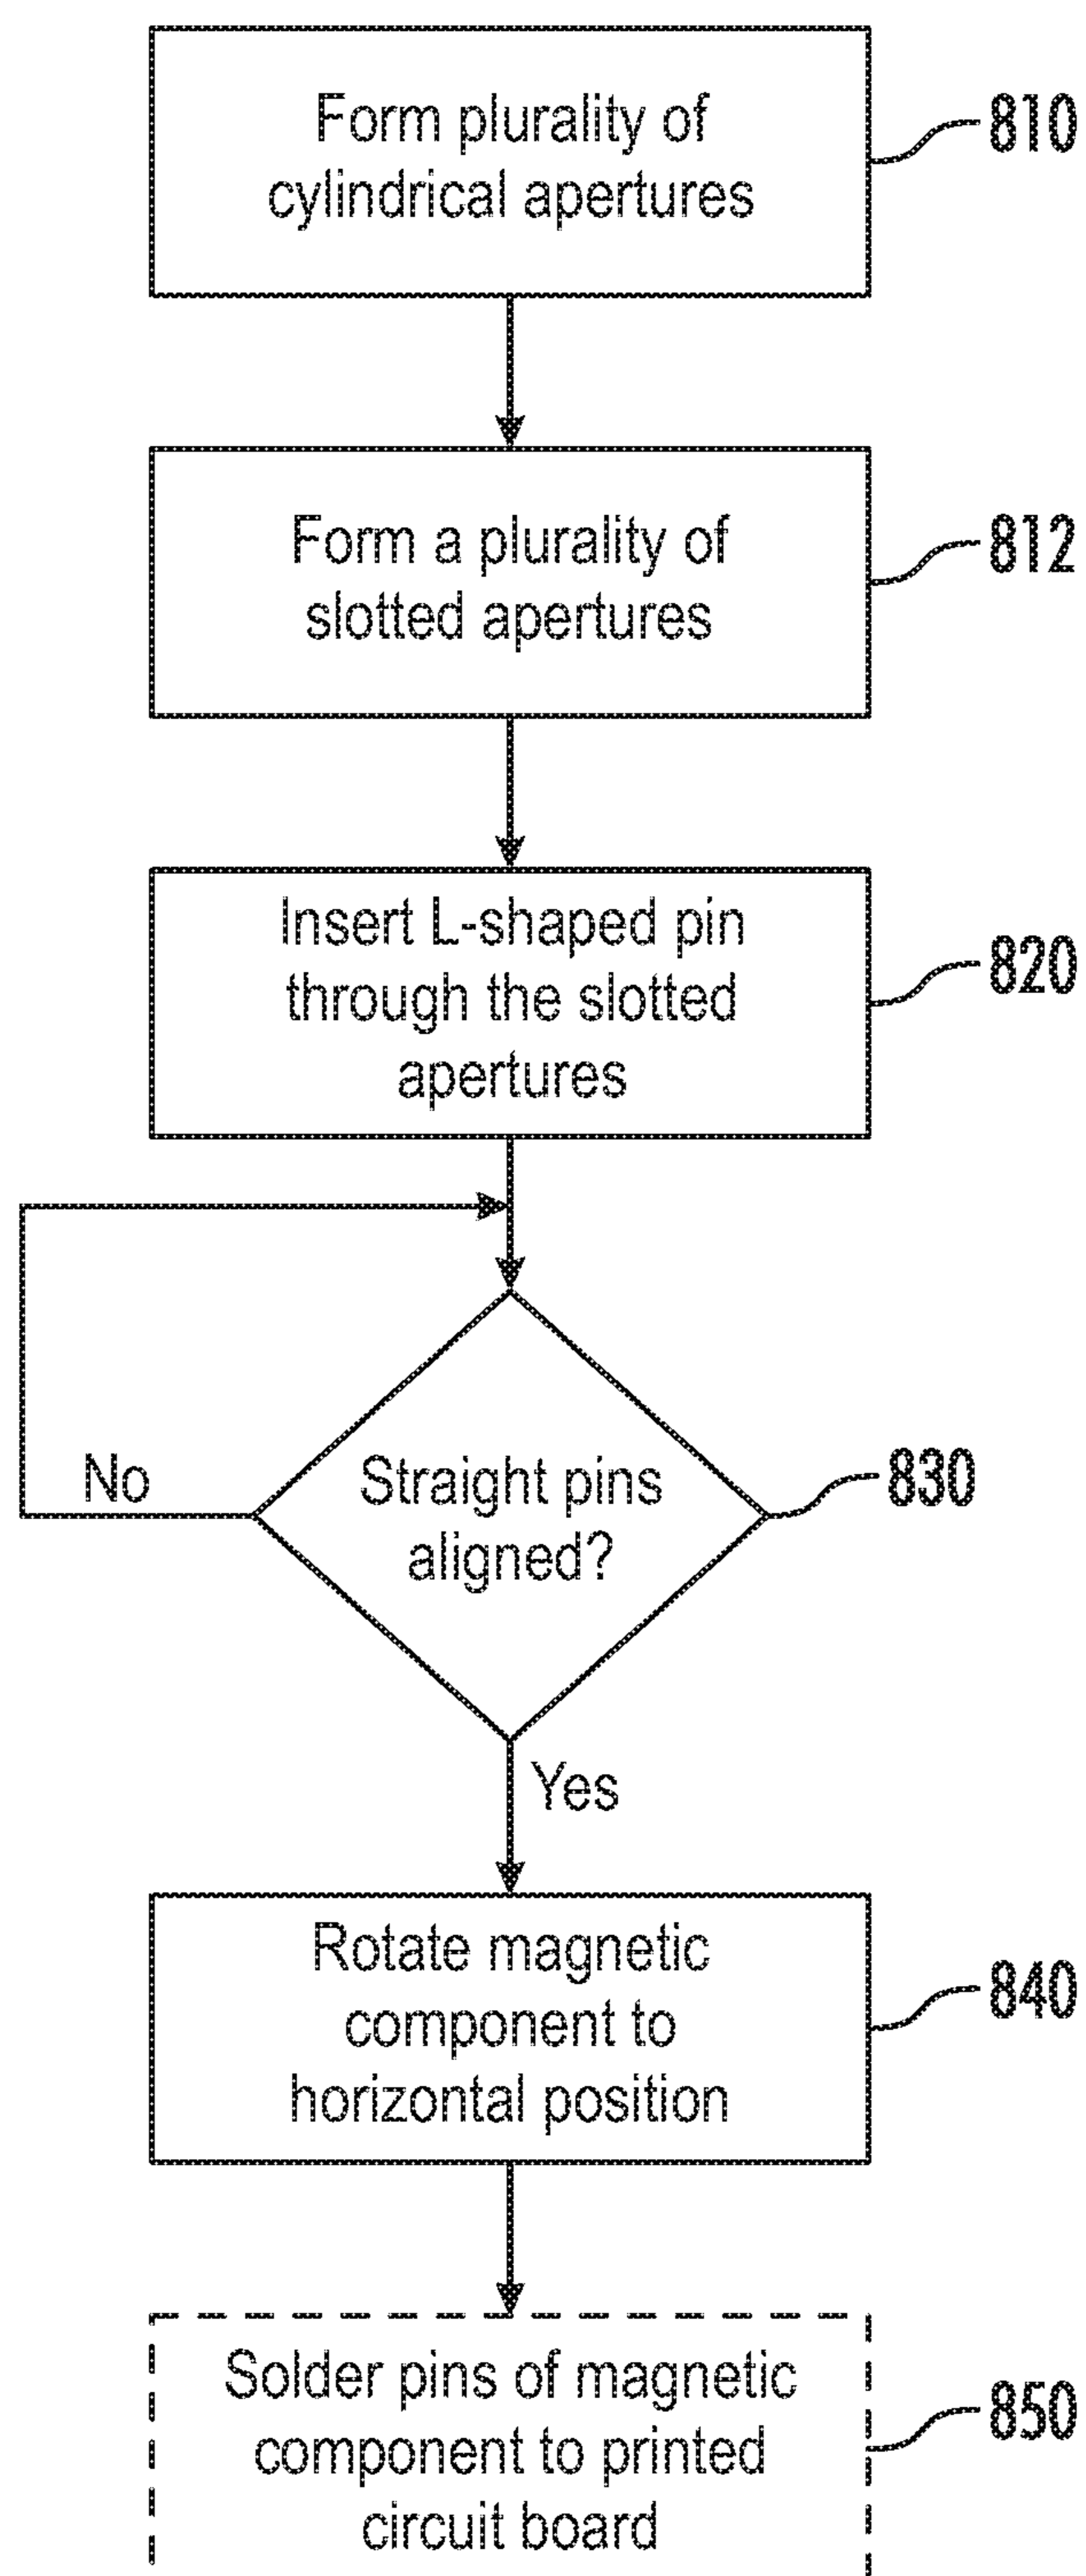 Form plurality of
cylindrical apertures
810
Form a plurality of
slotted apertures
812
Insert L-shaped pin
through the slotted
apertures
820
No
Straight pins
aligned?
830
Yes
Rotate magnetic
component to
horizontal position
840
Solder pins of magnetic
component to printed
circuit board
850